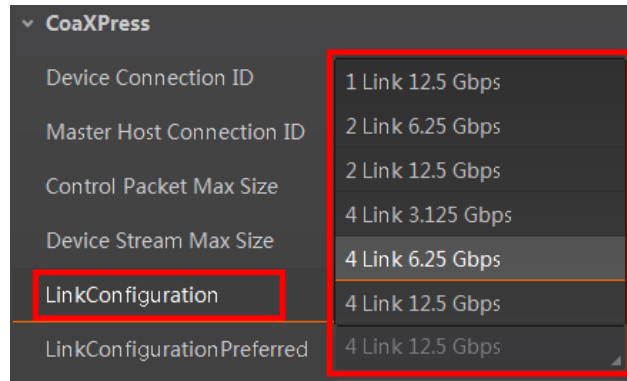 CoaXPress
Device Connection ID
Master Host Connection ID
Control Packet Max Size
Device Stream Max Size
LinkConfiguration
LinkConfigurationPreferred
1 Link 12.5 Gbps
2 Link 6.25 Gbps
2 Link 12.5 Gbps
4 Link 3.125 Gbps
4 Link 6.25 Gbps
4 Link 12.5 Gbps
4 Link 12.5 Gbps